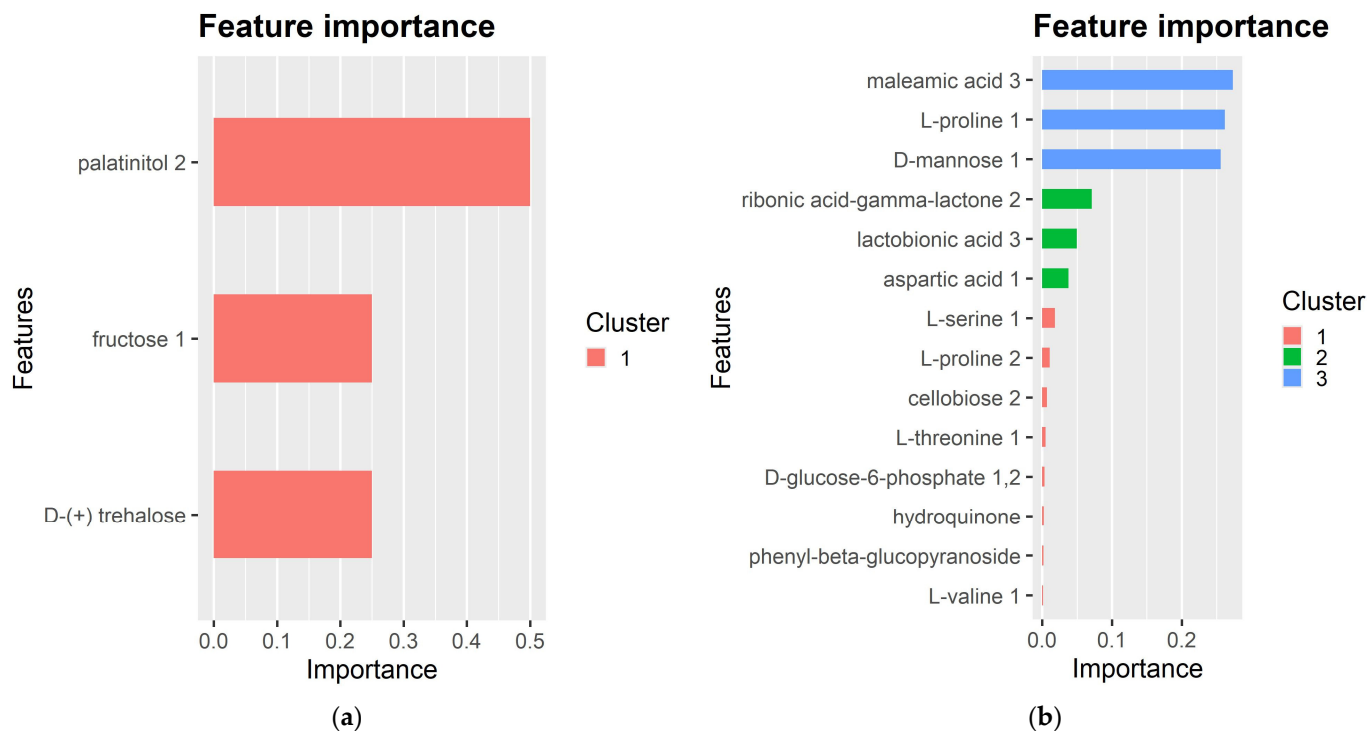 Feature importance
palatinitol 2
fructose 1
D-(+) trehalose
Features
0.0 0.1 0.2 0.3 0.4 0.5
Importance
Cluster
1
(a)
Feature importance
maleamic acid 3
L-proline 1
D-mannose 1
ribonic acid-gamma-lactone 2
lactobionic acid 3
aspartic acid 1
L-serine 1
L-proline 2
cellobiose 2
L-threonine 1
D-glucose-6-phosphate 1,2
hydroquinone
phenyl-beta-glucopyranoside
L-valine 1
Features
0.0 0.1 0.2
Importance
Cluster
1
2
3
(b)